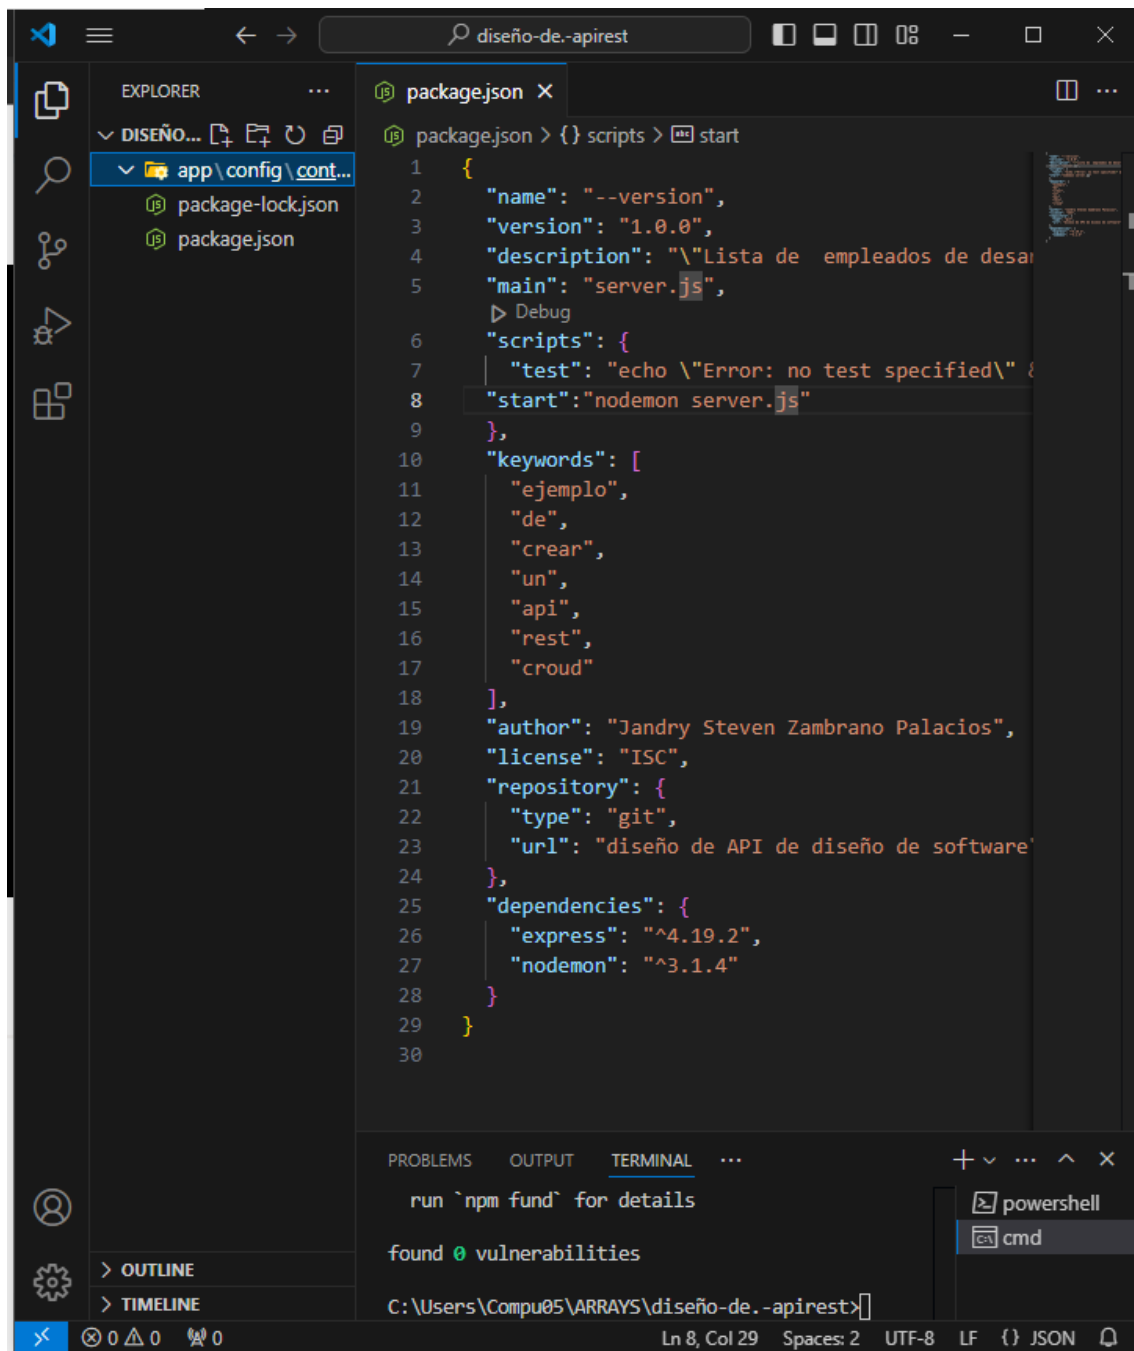 diseño-de.-apirest
EXPLORER
package.json
DISEÑO...
package.json > {} scripts > start
app\config\cont...
package-lock.json
package.json
1 {
2 "name": "--version",
3 "version": "1.0.0",
4 "description": "\"Lista de  empleados de desar
5 "main": "server.js",
Debug
6 "scripts": {
7 "test": "echo \"Error: no test specified\" &
8 "start":"nodemon server.js"
9 },
10 "keywords": [
11 "ejemplo",
12 "de",
13 "crear",
14 "un",
15 "api",
16 "rest",
17 "croud"
18 ],
19 "author": "Jandry Steven Zambrano Palacios",
20 "license": "ISC",
21 "repository": {
22 "type": "git",
23 "url": "diseño de API de diseño de software"
24 },
25 "dependencies": {
26 "express": "^4.19.2",
27 "nodemon": "^3.1.4"
28 }
29 }
30
PROBLEMS OUTPUT TERMINAL ...
run `npm fund` for details
found 0 vulnerabilities
C:\Users\Compu05\ARRAYS\diseño-de.-apirest>
powershell
cmd
OUTLINE
TIMELINE
0 0 0
Ln 8, Col 29 Spaces: 2 UTF-8 LF {} JSON